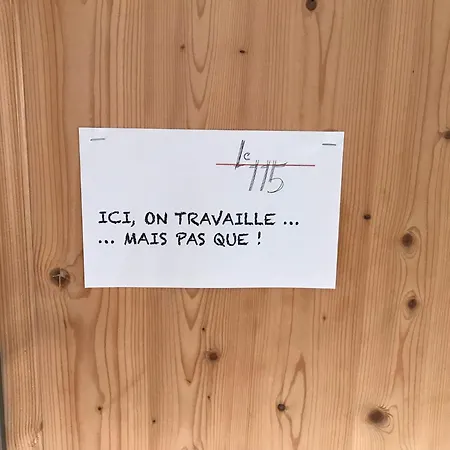 Le
115
ICI, ON TRAVAILLE ...
... MAIS PAS QUE !